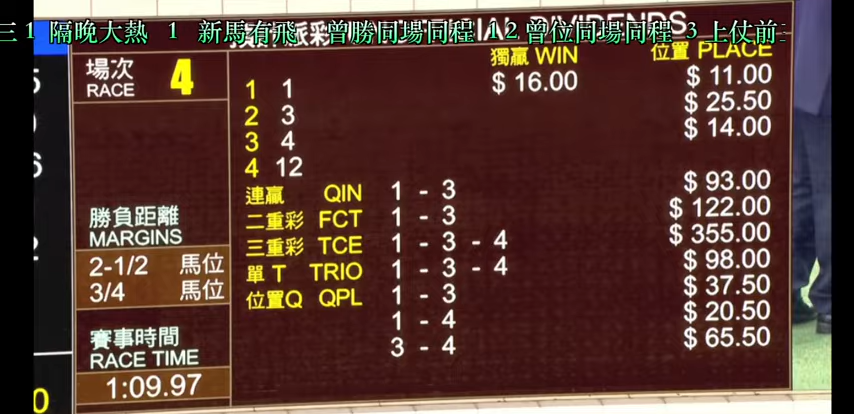 三 1 隔晚大熱 1 新馬有飛 曾勝同場同程 1 2 曾位同場同程 3 上仗前三
派彩 DIVIDENDS
場次 4
RACE
獨贏 WIN 位置 PLACE
1 1 $ 16.00 $ 11.00
2 3 $ 25.50
3 4 $ 14.00
4 12
連贏 QIN 1 - 3 $ 93.00
二重彩 FCT 1 - 3 $ 122.00
三重彩 TCE 1 - 3 - 4 $ 355.00
單T TRIO 1 - 3 - 4 $ 98.00
位置Q QPL 1 - 3 $ 37.50
1 - 4 $ 20.50
3 - 4 $ 65.50
勝負距離
MARGINS
2-1/2 馬位
3/4 馬位
賽事時間
RACE TIME
1:09.97